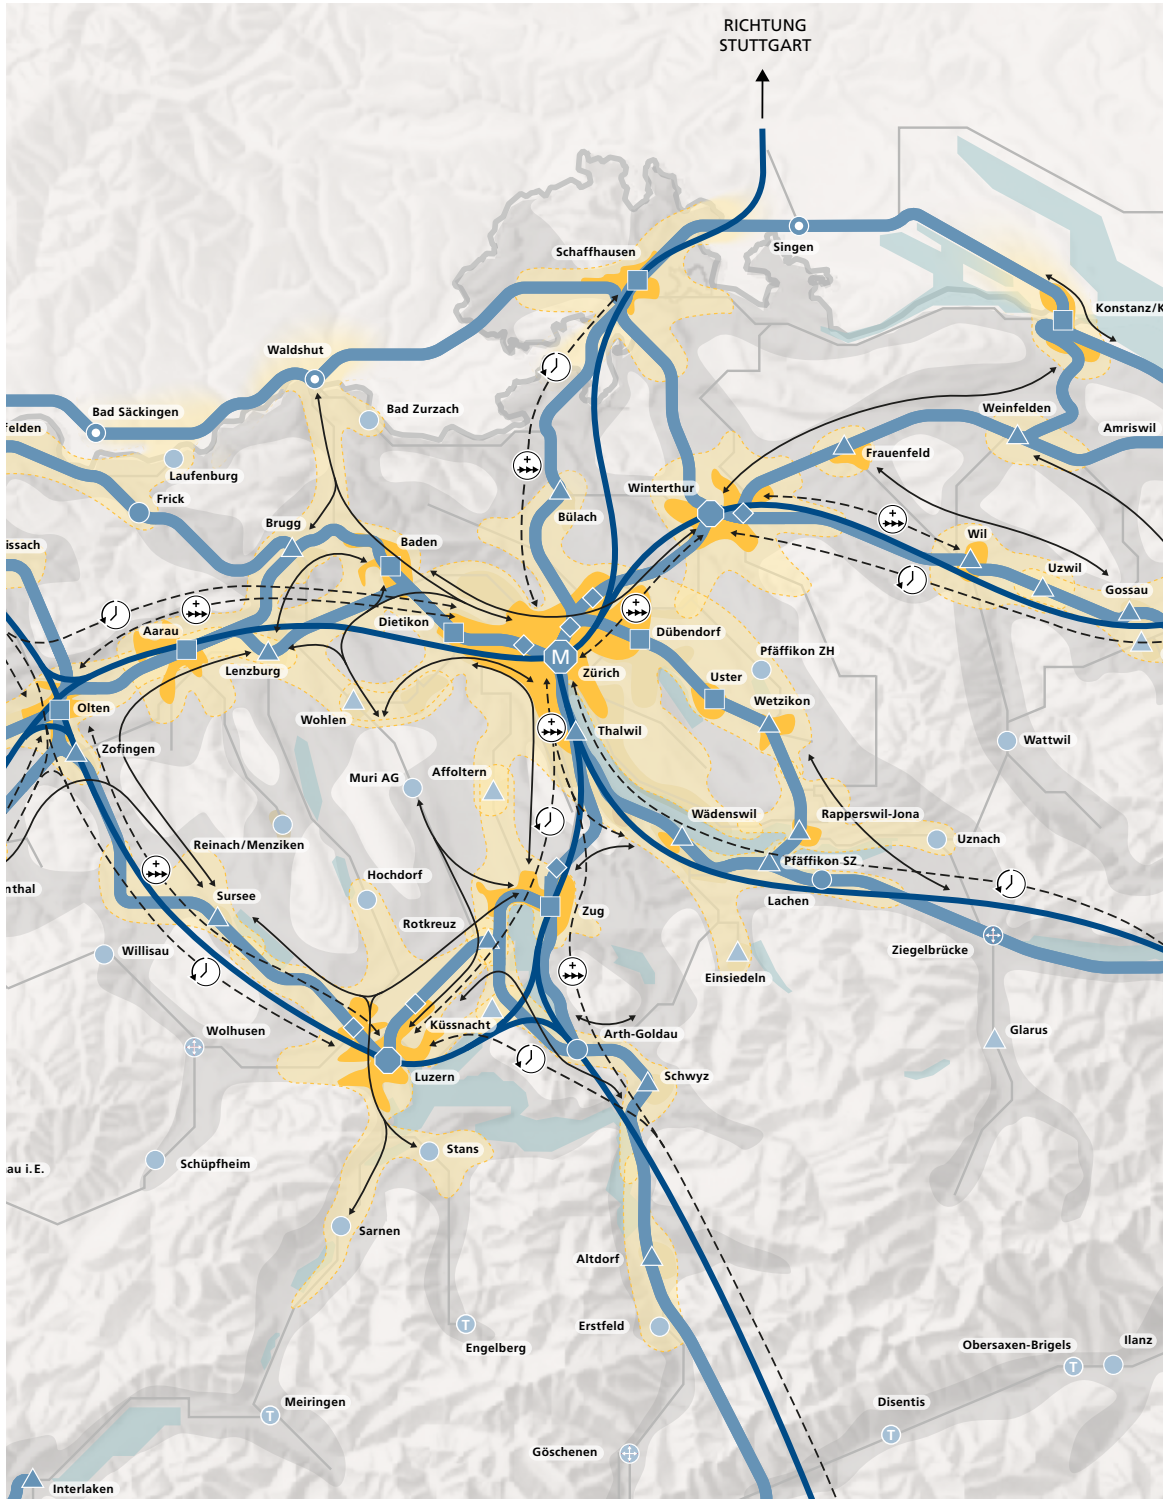 RICHTUNG
STUTTGART
Schaffhausen
Singen
Konstanz/K
Waldshut
Bad Säckingen
Bad Zurzach
felden
Laufenburg
Weinfelden
Amriswil
Frauenfeld
Frick
Winterthur
Bülach
Brugg
Baden
Wil
issach
Uzwil
Gossau
Aarau
Dietikon
Dübendorf
M
Zürich
Pfäffikon ZH
Lenzburg
Uster
Wetzikon
Olten
Wohlen
Thalwil
Zofingen
Wattwil
Muri AG
Affoltern
Wädenswil
Rapperswil-Jona
Uznach
Reinach/Menziken
Pfäffikon SZ
Hochdorf
nthal
Sursee
Lachen
Zug
Rotkreuz
Willisau
Ziegelbrücke
Einsiedeln
Küssnacht
Wolhusen
Arth-Goldau
Glarus
Luzern
Schwyz
Stans
Schüpfheim
au i. E.
Sarnen
Altdorf
Erstfeld
T
Engelberg
Obersaxen-Brigels
T
Ilanz
Meiringen
T
Disentis
T
Göschenen
Interlaken